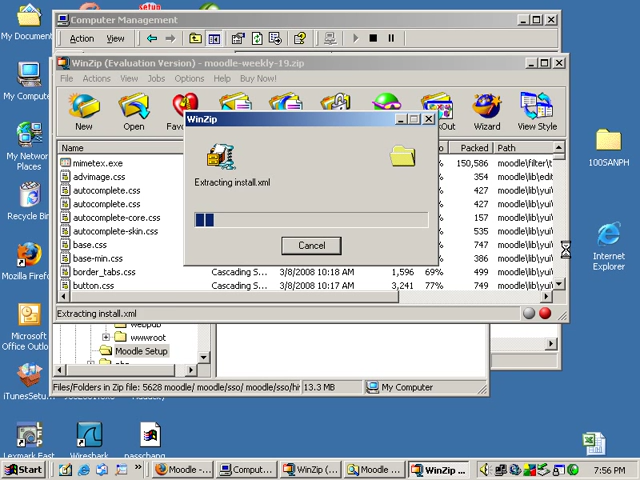 Computer Management
Action View
WinZip (Evaluation Version) - moodle-weekly-19.zip
File Actions View Jobs Options Help Buy Now!
New Open Wizard View Style
Name Packed Path
mimetex.exe 150,586 moodle\filter\t
advimage.css 354 moodle\lib\edit
autocomplete.css 427 moodle\lib\yui\
autocomplete.css 427 moodle\lib\yui\
autocomplete-core.css 157 moodle\lib\yui\
autocomplete-skin.css 535 moodle\lib\yui\
base.css 747 moodle\lib\yui\
base-min.css 386 moodle\lib\yui\
border_tabs.css Cascading S... 3/8/2008 10:18 AM 1,596 69% 499 moodle\lib\yui\
button.css Cascading S... 3/8/2008 10:17 AM 3,241 77% 749 moodle\lib\yui\
Extracting install.xml
WinZip
Extracting install.xml
Cancel
webpub
wwwroot
Moodle Setup
Files/Folders in Zip file: 5628 moodle/ moodle/sso/ moodle/sso/h
13.3 MB
My Computer
My Document
My Compute
My Network
Places
Recycle Bin
Mozilla Firefo
Microsoft
Office Outlo
iTunesSetu...
Lexmark East
Wireshark
passchang
100SANPH
Internet
Explorer
Start
Moodle -...
Comput...
WinZip (...
Moodle ...
WinZip ...
7:56 PM